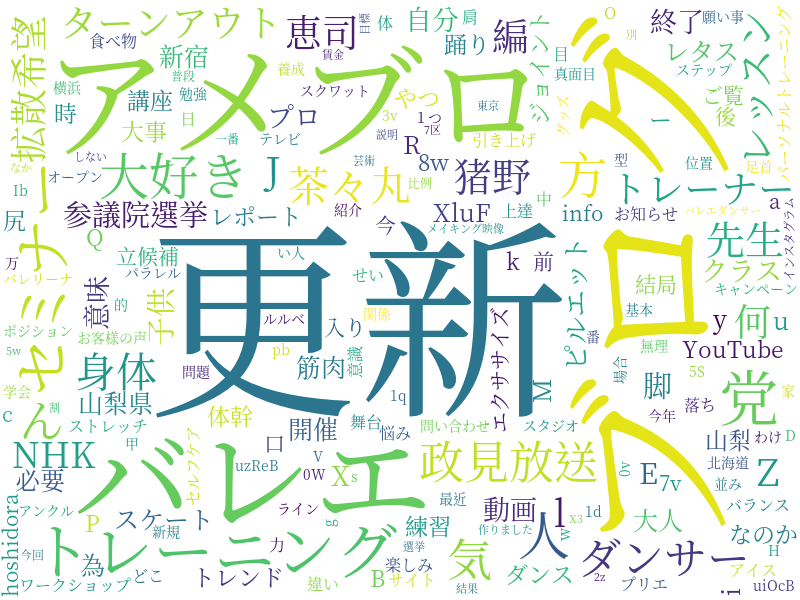 ターンアウト
恵司
編
自分
肩
体
目標
食べ物
新宿
踊り
ジョイント
O
願い事
別
終了
レタス
ステップ
拡散希望
アメブロ
賃金
普段
横浜
勉強
養成
スクワット
目
真面目
グッズ
ご覧
後
レッスン
パーソナルトレーニング
時
講座
プロ
やつ
3v
1つ
東京
説明
7区
大事
日
一番
テレビ
R
引き上げ
ー
なか
しない
オープン
大好き
J
芸術
8w
猪野
方
型
位置
足首
Ib
茶々丸
比例
中
トレーナー
a
尻
参議院選挙
レポート
紹介
XluF
上達
info
お知らせ
バレエダンサー
インスタグラム
万
Q
立候補
今
メイキング映像
k
前
先生
バレリーナ
パラレル
い人
ブログ
クラス
セミナー
意味
子供
せい
更新
結局
キャンペーン
的
ポジション
お客様の声
ルルベ
入り
関係
ピルエット
基本
y
何
u
5w
身体
問題
筋肉
意識
pb
エクササイズ
番
無理
YouTube
場合
5S
学会
ん
山梨県
1q
M
脚
今年
落ち
家
党
c
割
ストレッチ
体幹
開催
舞台
悩み
問い合わせ
スタジオ
甲
山梨
わけ
D
NHK
バレエ
口
政見放送
E
7v
0v
北海道
Z
必要
uzReB
セルフケア
V
0W
X
s
l
人
大人
並み
バランス
hoshidora
アンクル
P
スケート
ライン
最近
動画
1d
なのか
新規
g
練習
作りました
w
X3
H
今回
トレーニング
力
選挙
気
ダンサー
為
どこ
トレンド
違い
B
サイト
楽しみ
結果
ダンス
2z
プリエ
アイス
i
uiOcB
ワークショップ